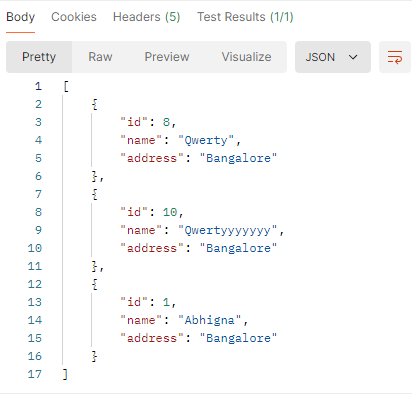 Body Cookies Headers (5) Test Results (1/1)
Pretty Raw Preview Visualize JSON
1 [
2 {
3 "id": 8,
4 "name": "Qwerty",
5 "address": "Bangalore"
6 },
7 {
8 "id": 10,
9 "name": "Qwertyyyyyyy",
10 "address": "Bangalore"
11 },
12 {
13 "id": 1,
14 "name": "Abhigna",
15 "address": "Bangalore"
16 }
17 ]